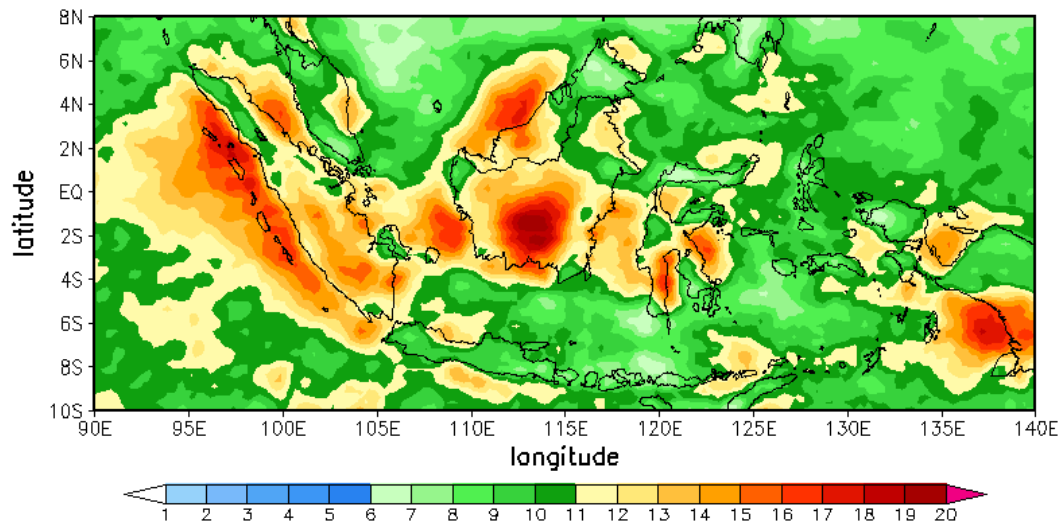 8N
6N
4N
2N
EQ
2S
4S
6S
8S
10S
latitude
90E 95E 100E 105E 110E 115E 120E 125E 130E 135E 140E
longitude
1 2 3 4 5 6 7 8 9 10 11 12 13 14 15 16 17 18 19 20